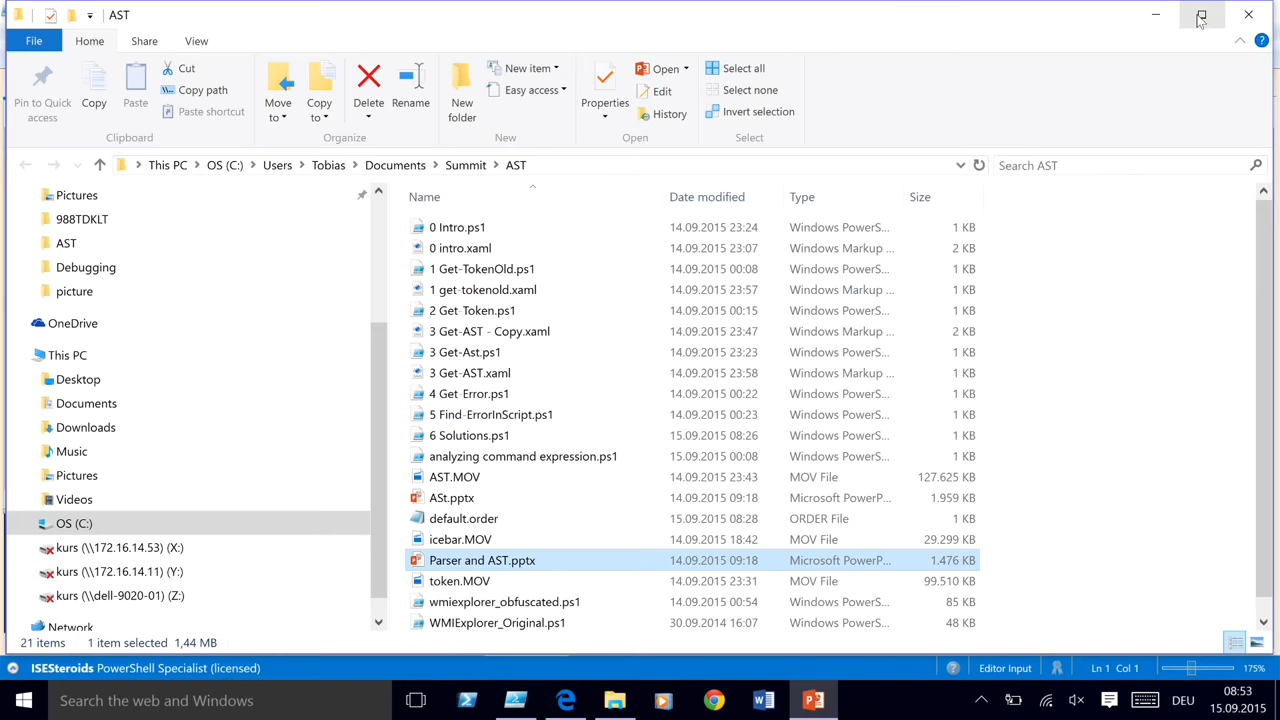 AST
File Home Share View
Pin to Quick access
Copy
Paste
Cut
Copy path
Paste shortcut
Clipboard
Move to
Copy to
Delete
Rename
Organize
New folder
New item
Easy access
New
Properties
Open
Edit
History
Open
Select all
Select none
Invert selection
Select
This PC OS (C:) Users Tobias Documents Summit AST
Search AST
Pictures
988TDKLT
AST
Debugging
picture
OneDrive
This PC
Desktop
Documents
Downloads
Music
Pictures
Videos
OS (C:)
kurs (\\172.16.14.53) (X:)
kurs (\\172.16.14.11) (Y:)
kurs (\\dell-9020-01) (Z:)
Network
Name Date modified Type Size
0 Intro.ps1 14.09.2015 23:24 Windows PowerS... 1 KB
0 intro.xaml 14.09.2015 23:07 Windows Markup ... 2 KB
1 Get-TokenOld.ps1 14.09.2015 00:08 Windows PowerS... 1 KB
1 get-tokenold.xaml 14.09.2015 23:57 Windows Markup ... 1 KB
2 Get-Token.ps1 14.09.2015 00:15 Windows PowerS... 1 KB
3 Get-AST - Copy.xaml 14.09.2015 23:47 Windows Markup ... 2 KB
3 Get-Ast.ps1 14.09.2015 23:23 Windows PowerS... 1 KB
3 Get-AST.xaml 14.09.2015 23:58 Windows Markup ... 1 KB
4 Get-Error.ps1 14.09.2015 00:22 Windows PowerS... 1 KB
5 Find-ErrorInScript.ps1 14.09.2015 00:23 Windows PowerS... 1 KB
6 Solutions.ps1 15.09.2015 08:26 Windows PowerS... 1 KB
analyzing command expression.ps1 15.09.2015 00:08 Windows PowerS... 1 KB
AST.MOV 14.09.2015 23:43 MOV File 127.625 KB
ASt.pptx 14.09.2015 09:18 Microsoft PowerP... 1.959 KB
default.order 15.09.2015 08:28 ORDER File 1 KB
icebar.MOV 14.09.2015 18:42 MOV File 29.299 KB
Parser and AST.pptx 14.09.2015 09:18 Microsoft PowerP... 1.476 KB
token.MOV 14.09.2015 23:31 MOV File 99.510 KB
wmiexplorer_obfuscated.ps1 14.09.2015 00:54 Windows PowerS... 85 KB
WMIExplorer_Original.ps1 30.09.2014 16:07 Windows PowerS... 48 KB
21 items 1 item selected 1,44 MB
ISESteroids PowerShell Specialist (licensed) Editor Input Ln 1 Col 1 175%
Search the web and Windows DEU 08:53
15.09.2015